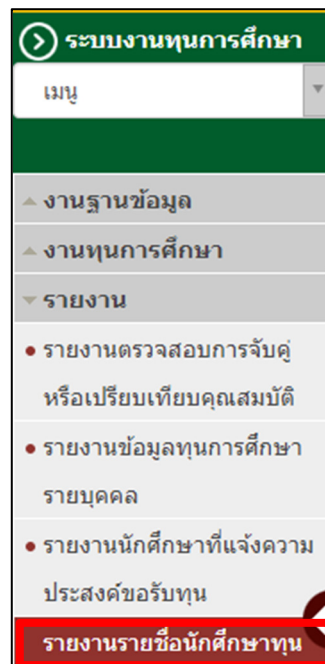 ระบบงานทุนการศึกษา
เมนู
งานฐานข้อมูล
งานทุนการศึกษา
รายงาน
รายงานตรวจสอบการจับคู่
หรือเปรียบเทียบคุณสมบัติ
รายงานข้อมูลทุนการศึกษา
รายบุคคล
รายงานนักศึกษาที่แจ้งความ
ประสงค์ขอรับทุน
รายงานรายชื่อนักศึกษาทุน